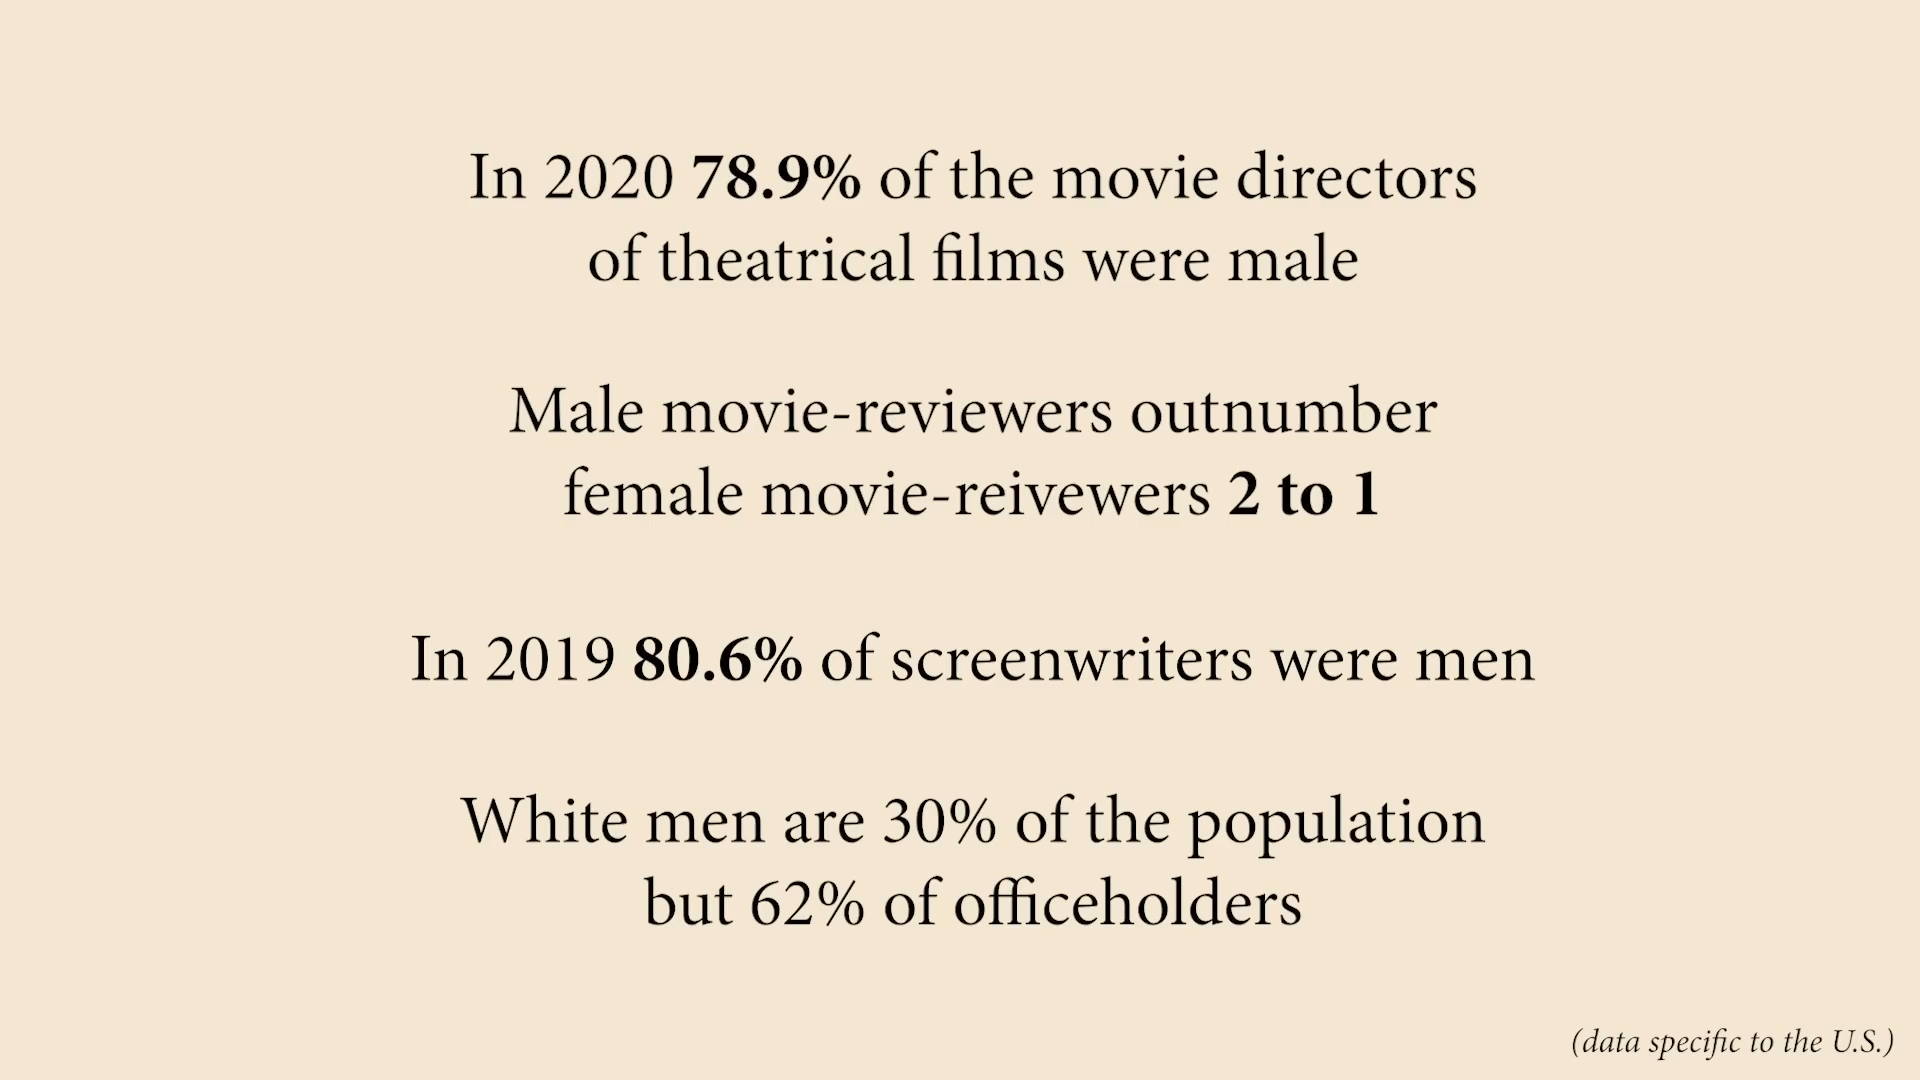 In 2020 78.9% of the movie directors
of theatrical films were male
Male movie-reviewers outnumber
female movie-reivewers 2 to 1
In 2019 80.6% of screenwriters were men
White men are 30% of the population
but 62% of officeholders
(data specific to the U.S.)